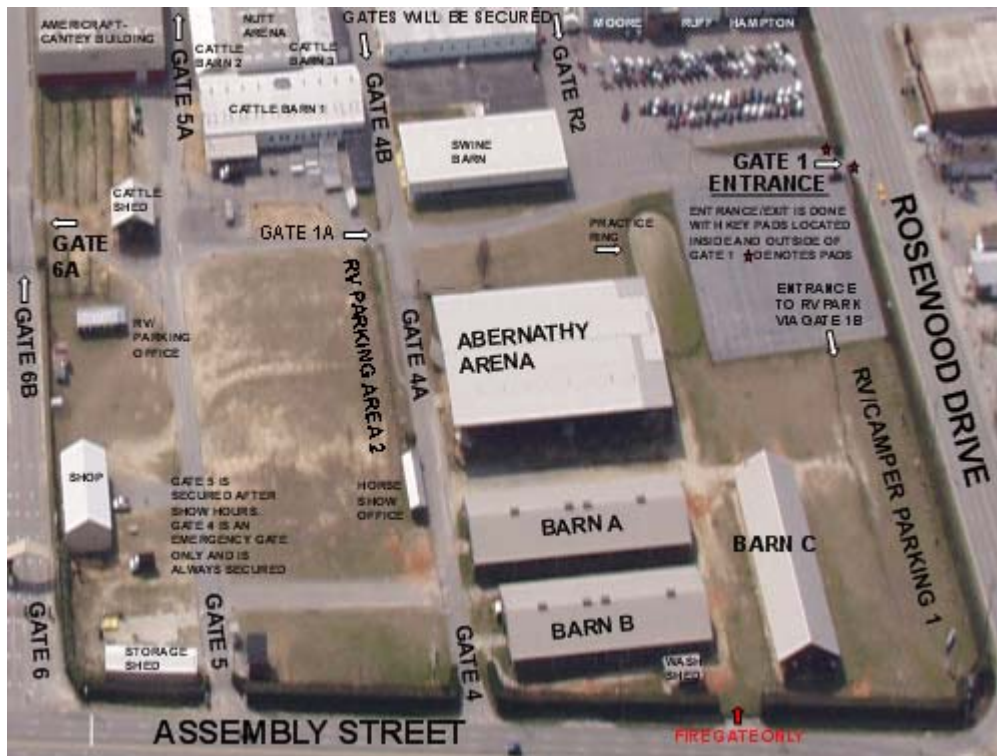 AMERICRAFT-
CANTEY BUILDING
NUTT
ARENA
CATTLE
BARN 2
CATTLE
BARN 3
CATTLE BARN 1
GATES WILL BE SECURED
MOORE
RUFF
HAMPTON
GATE 5A
GATE 4B
GATE R2
SWINE
BARN
GATE 1
ENTRANCE
ENTRANCE/EXIT IS DONE
WITH KEY PADS LOCATED
INSIDE AND OUTSIDE OF
GATE 1 ★ DENOTES PADS
CATTLE
SHED
GATE
6A
GATE 1A
PRACTICE
RING
ROSEWOOD DRIVE
ENTRANCE
TO RV PARK
VIA GATE 1B
GATE 6B
RV/
PARKING
OFFICE
RV PARKING AREA 2
GATE 4A
ABERNATHY
ARENA
RV/CAMPER PARKING 1
SHOP
GATE 5 IS
SECURED AFTER
SHOW HOURS.
GATE 4 IS AN
EMERGENCY GATE
ONLY AND IS
ALWAYS SECURED
HORSE
SHOW
OFFICE
BARN A
BARN C
BARN B
GATE 6
STORAGE
SHED
GATE 5
GATE 4
WASH
SHED
ASSEMBLY STREET
FIRE GATE ONLY